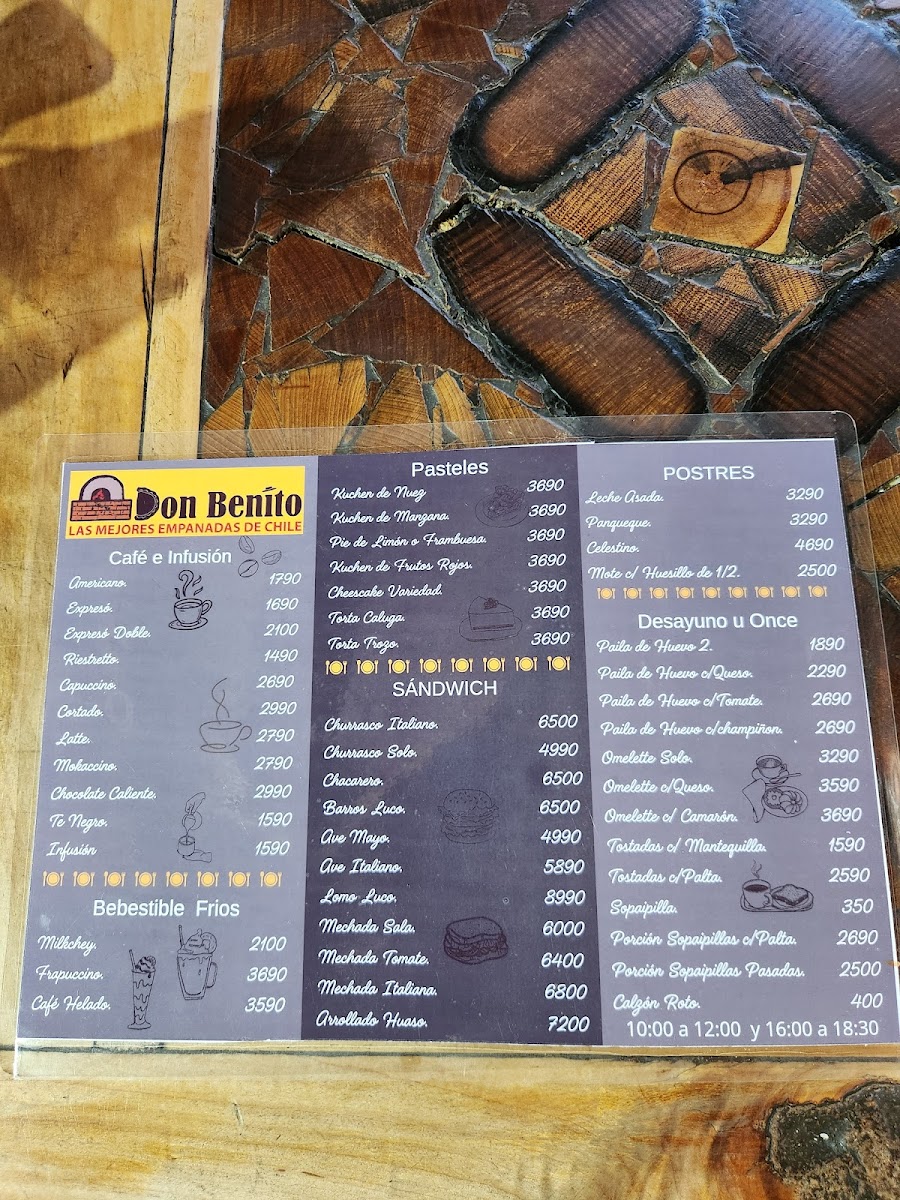 Don Benito
LAS MEJORES EMPANADAS DE CHILE
Café e Infusión
Americano. 1790
Expresó. 1690
Expresó Doble. 2100
Riestretto. 1490
Capuccino. 2690
Cortado. 2990
Latte. 2790
Mokaccino. 2790
Chocolate Caliente. 2990
Te Negro. 1590
Infusión 1590
Bebestible Frios
Milkchey. 2100
Frapuccino. 3690
Café Helado. 3590
Pasteles
Kuchen de Nuez 3690
Kuchen de Manzana. 3690
Pie de Limón o Frambuesa. 3690
Kuchen de Frutos Rojos. 3690
Cheescake Variedad. 3690
Torta Caluga. 3690
Torta Trozo. 3690
SÁNDWICH
Churrasco Italiano. 6500
Churrasco Solo. 4990
Chacarero. 6500
Barros Luco. 6500
Ave Mayo. 4990
Ave Italiano. 5890
Lomo Luco. 8990
Mechada Sala. 6000
Mechada Tomate. 6400
Mechada Italiana. 6800
Arrollado Huaso. 7200
POSTRES
Leche Asada. 3290
Panqueque. 3290
Celestino. 4690
Mote c/ Huesillo de 1/2. 2500
Desayuno u Once
Paila de Huevo 2. 1890
Paila de Huevo c/Queso. 2290
Paila de Huevo c/Tomate. 2690
Paila de Huevo c/champiñon. 2690
Omelette Solo. 3290
Omelette c/Queso. 3590
Omelette c/ Camarón. 3690
Tostadas c/ Mantequilla. 1590
Tostadas c/Palta. 2590
Sopaipilla. 350
Porción Sopaipillas c/Palta. 2690
Porción Sopaipillas Pasadas. 2500
Calzón Roto. 400
10:00 a 12:00 y 16:00 a 18:30